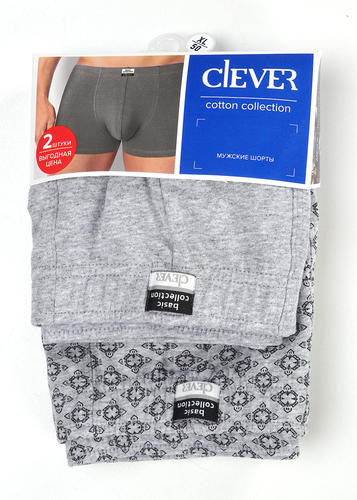 XL
50
CLEVER
cotton collection
МУЖСКИЕ ШОРТЫ
2 ШТУКИ
ВЫГОДНАЯ
ЦЕНА
CLEVER
basic
collection
CLEVER
basic
collection